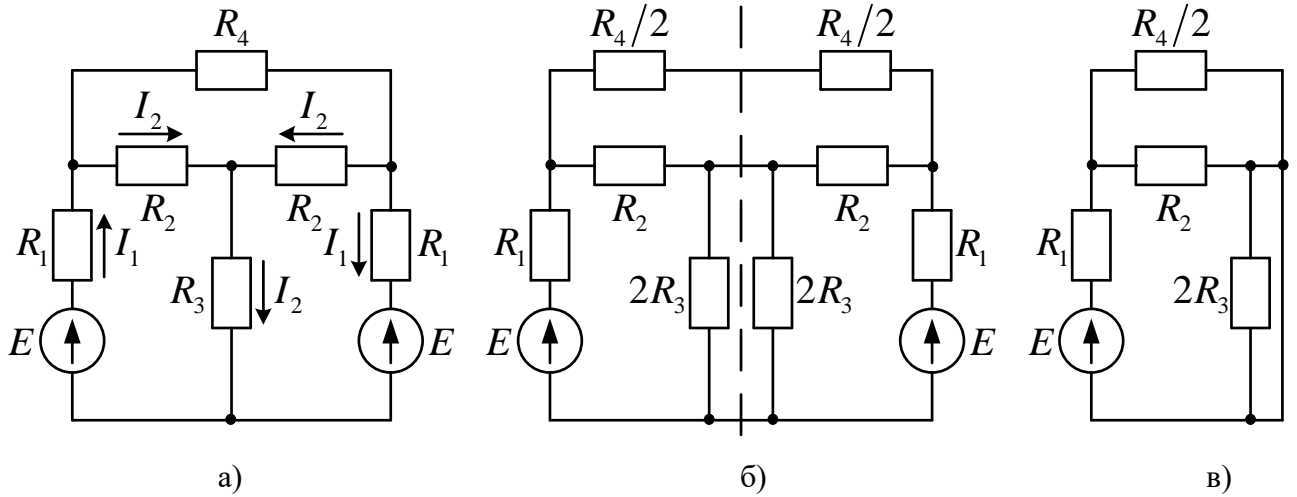 R₄
I₂ I₂
R₂ R₂
R₁ I₁ I₁ R₁
R₃ I₂
E E
а)
R₄/2 R₄/2
R₂ R₂
R₁ R₁
2R₃ 2R₃
E E
б)
R₄/2
R₂
R₁
2R₃
E
в)